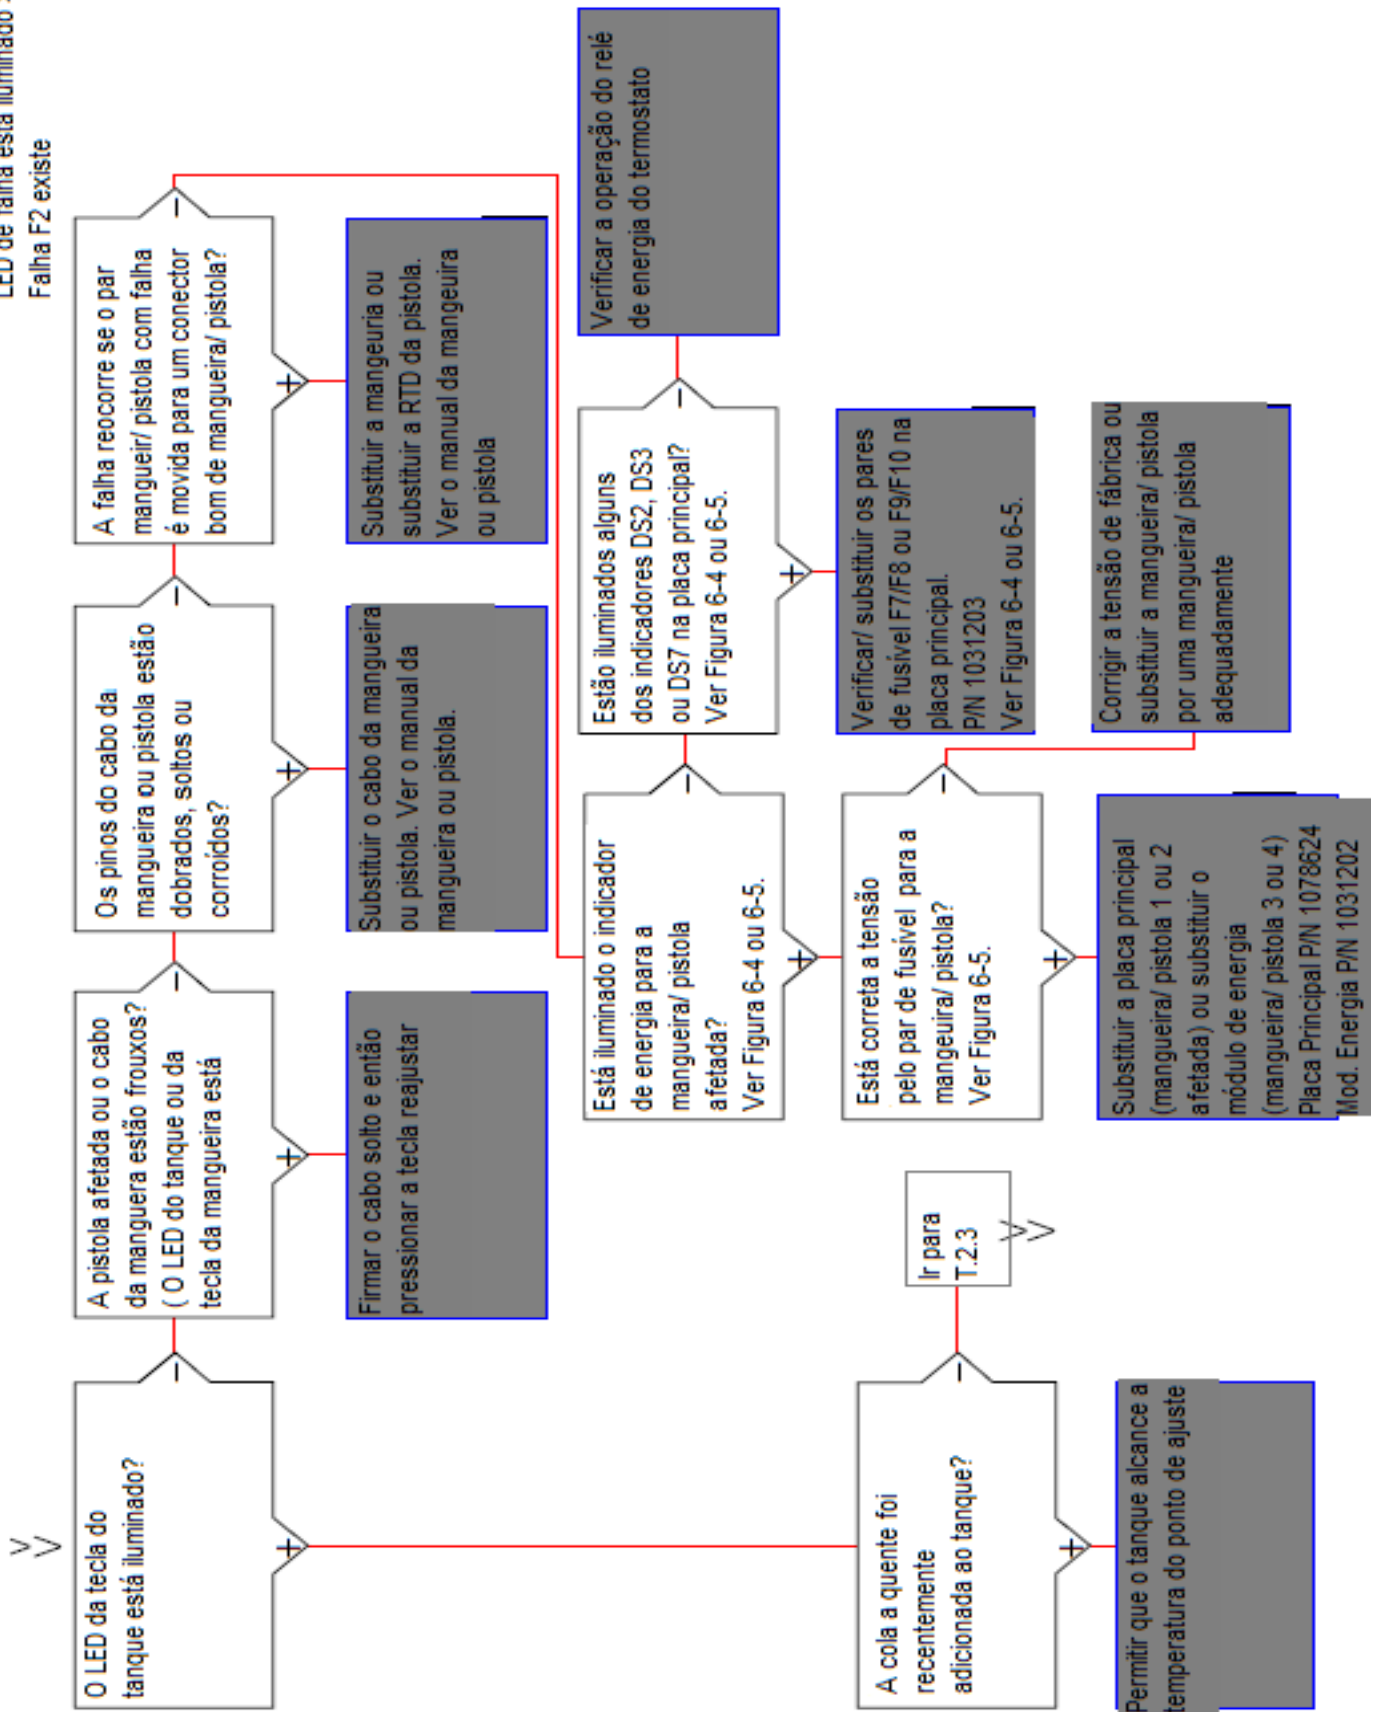 LED de falha está iluminado
Falha F2 existe
O LED da tecla do
tanque está iluminado?
+
–
A pistola afetada ou o cabo
da manguera estão frouxos?
( O LED do tanque ou da
tecla da mangueira está
+
–
Os pinos do cabo da
mangueira ou pistola estão
dobrados, soltos ou
corroídos?
+
–
A falha reocorre se o par
mangueir/ pistola com falha
é movida para um conector
bom de mangueira/ pistola?
+
–
Firmar o cabo solto e então
pressionar a tecla reajustar
Substituir o cabo da mangueira
ou pistola. Ver o manual da
mangueira ou pistola.
Substituir a mangeuria ou
substituir a RTD da pistola.
Ver o manual da mangeuira
ou pistola
Está iluminado o indicador
de energia para a
mangueira/ pistola
afetada?
Ver Figura 6-4 ou 6-5.
+
–
Estão iluminados alguns
dos indicadores DS2, DS3
ou DS7 na placa principal?
Ver Figura 6-4 ou 6-5.
+
–
Verificar a operação do relé
de energia do termostato
A cola a quente foi
recentemente
adicionada ao tanque?
+
–
Ir para
T.2.3
Está correta a tensão
pelo par de fusível para a
mangeuira/ pistola?
Ver Figura 6-5.
+
–
Verificar/ substituir os pares
de fusível F7/F8 ou F9/F10 na
placa principal.
P/N 1031203
Ver Figura 6-4 ou 6-5.
Permitir que o tanque alcance a
temperatura do ponto de ajuste
Substituir a placa principal
(mangueira/ pistola 1 ou 2
afetada) ou substituir o
módulo de energia
(mangueira/ pistola 3 ou 4)
Placa Principal P/N 1078624
Mod. Energia P/N 1031202
Corrigir a tensão de fábrica ou
substituir a mangueira/ pistola
por uma mangueira/ pistola
adequadamente